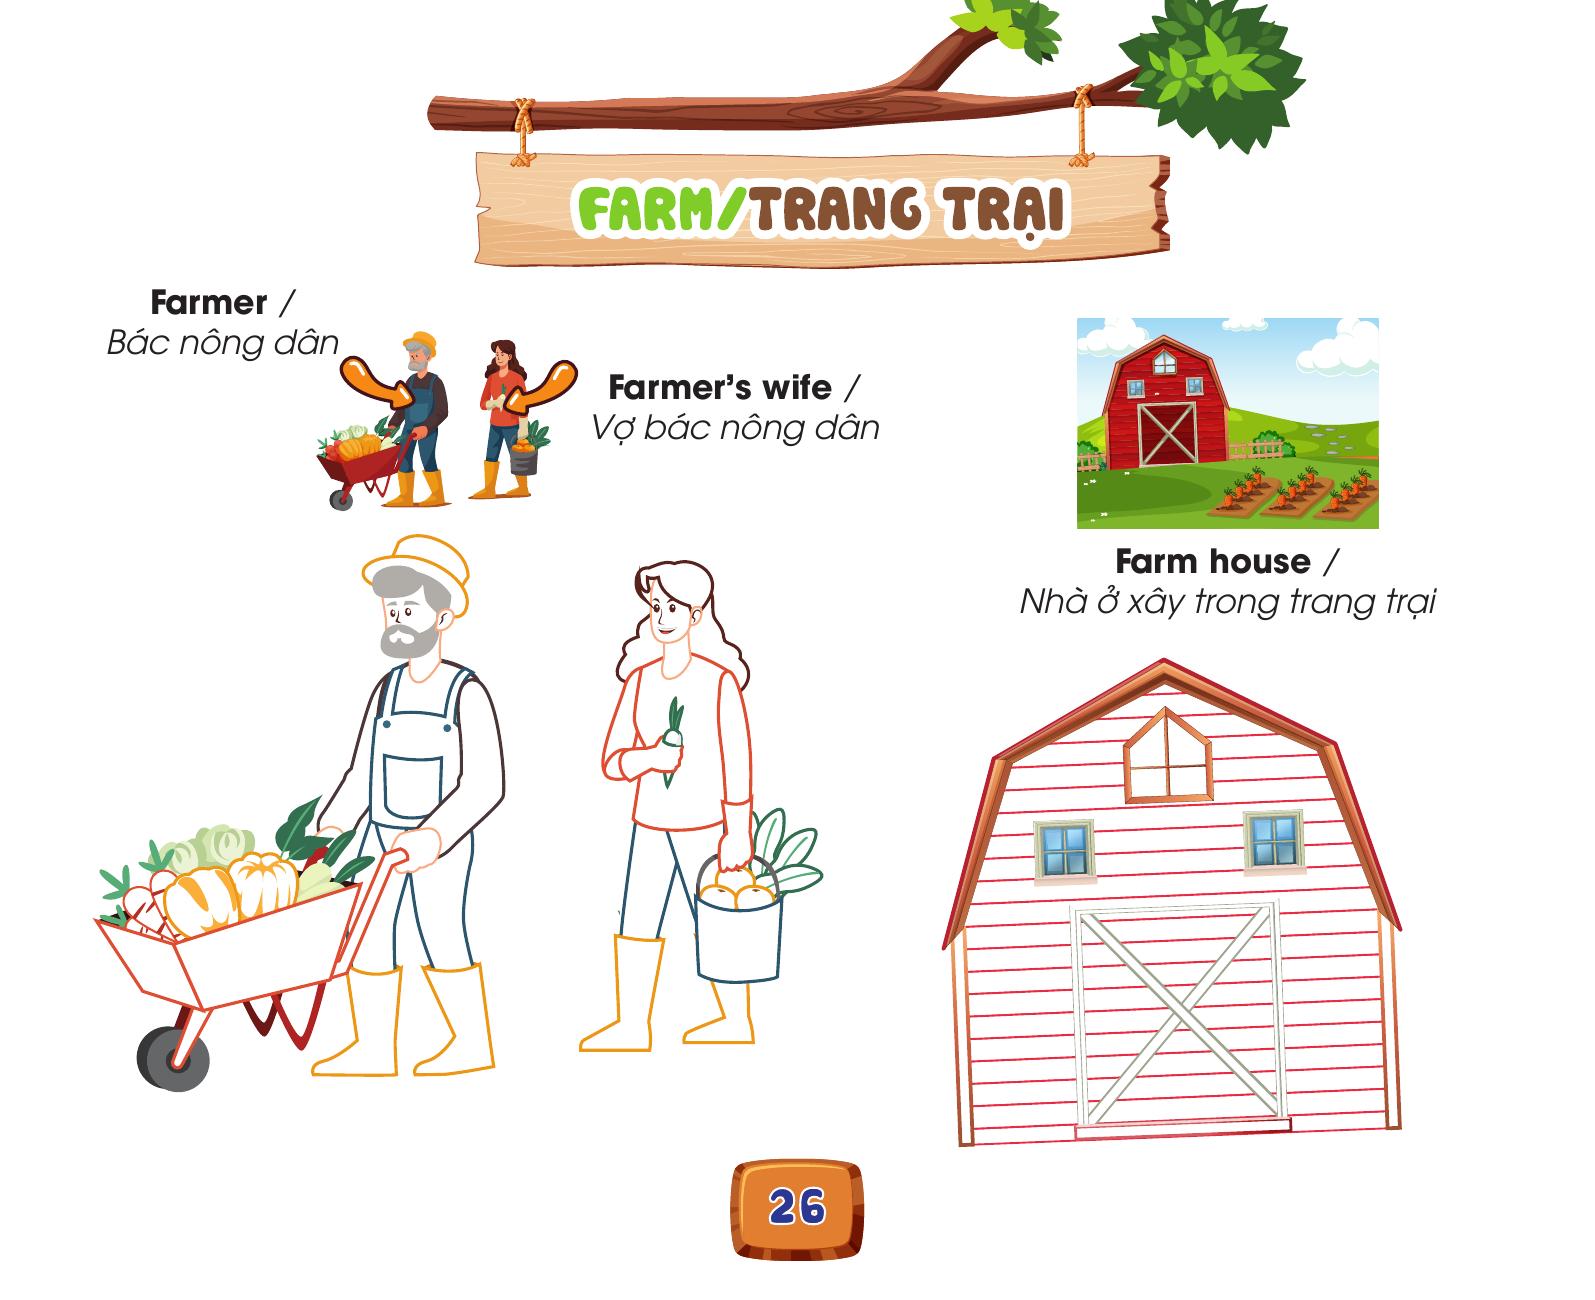 FARM/TRANG TRẠI
Farmer /
Bác nông dân
Farmer’s wife /
Vợ bác nông dân
Farm house /
Nhà ở xây trong trang trại
26